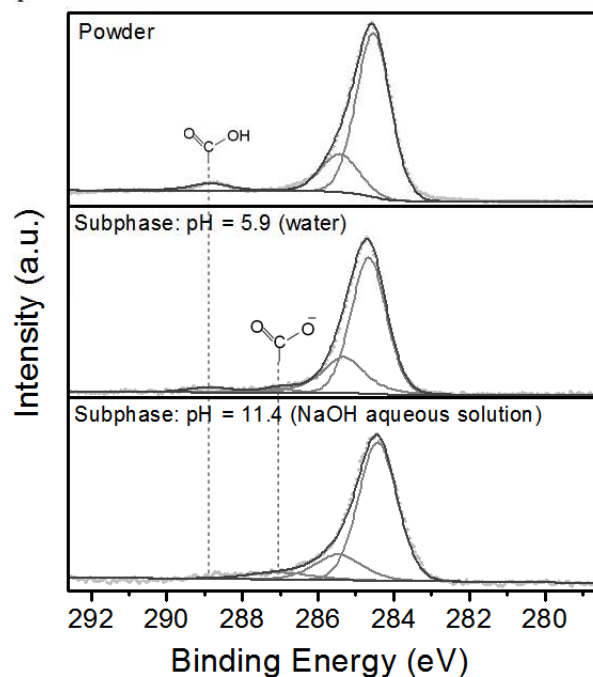 Powder
O
C
OH
Subphase: pH = 5.9 (water)
O
C
O⁻
Subphase: pH = 11.4 (NaOH aqueous solution)
Intensity (a.u.)
292 290 288 286 284 282 280
Binding Energy (eV)